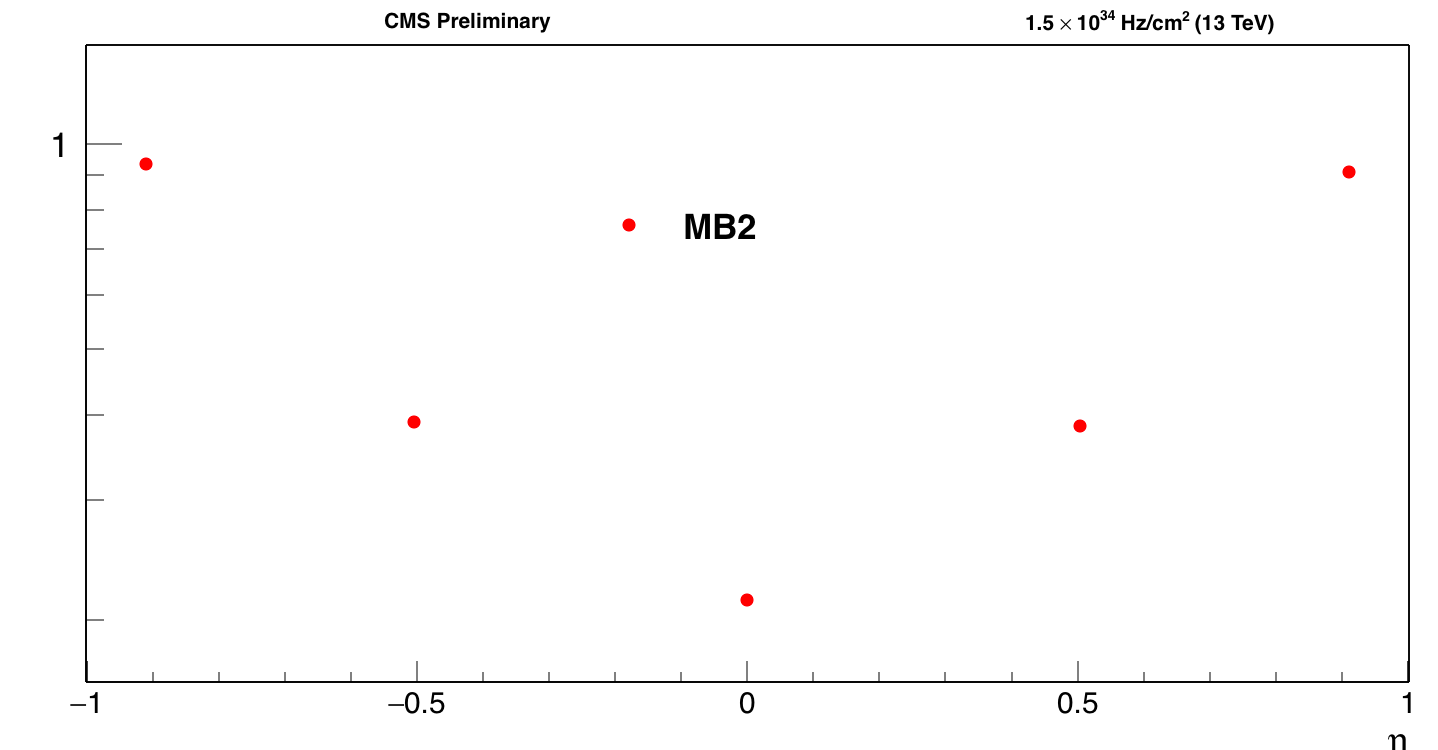 CMS Preliminary
1.5 × 10³⁴ Hz/cm² (13 TeV)
1
MB2
−1 −0.5 0 0.5 1
η